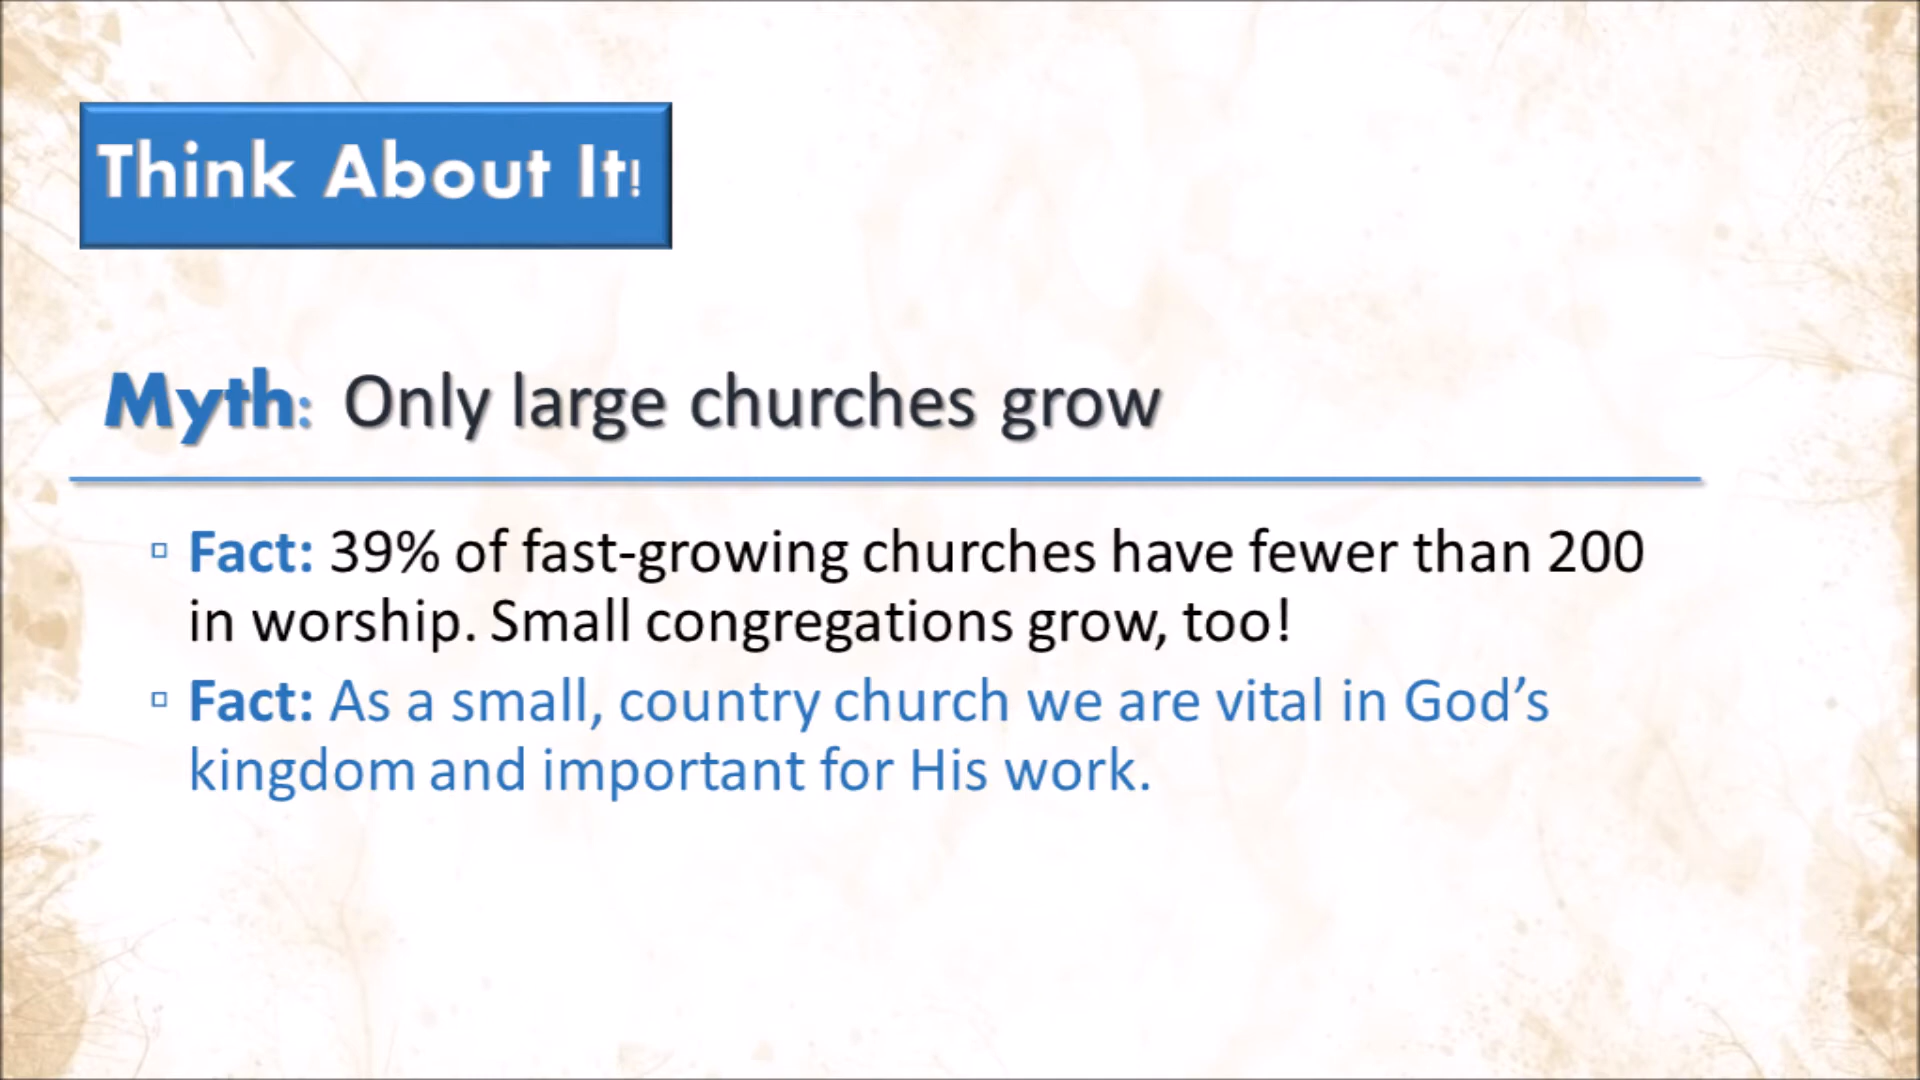 Think About It!
Myth: Only large churches grow
▫ Fact: 39% of fast-growing churches have fewer than 200
in worship. Small congregations grow, too!
▫ Fact: As a small, country church we are vital in God’s
kingdom and important for His work.